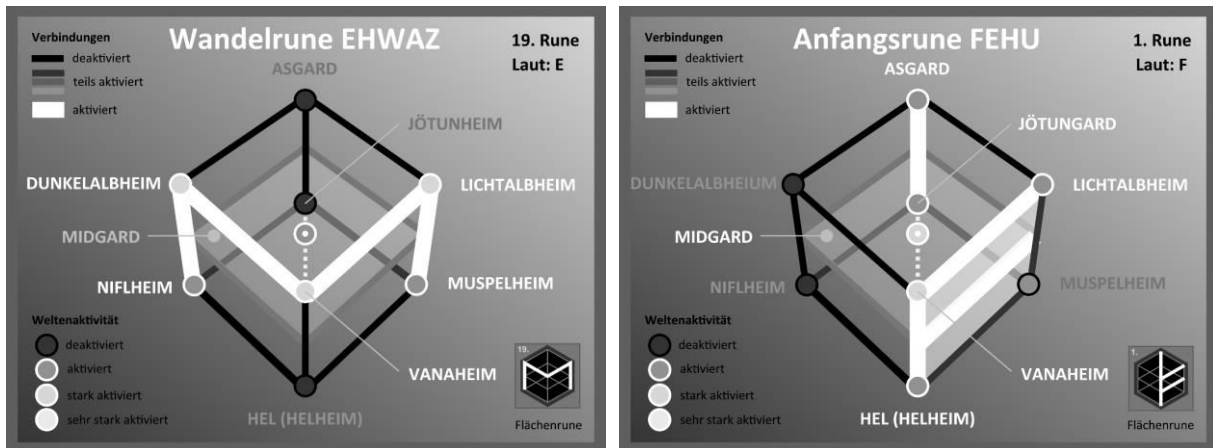 Wandelrune EHWAZ
19. Rune
Laut: E
Verbindungen
deaktiviert
teils aktiviert
aktiviert
ASGARD
JÖTUNHEIM
DUNKELALBHEIM
LICHTALBHEIM
MIDGARD
NIFLHEIM
MUSPELHEIM
Weltenaktivität
deaktiviert
aktiviert
stark aktiviert
sehr stark aktiviert
VANAHEIM
HEL (HELHEIM)
19.
Flächenrune
Anfangsrune FEHU
1. Rune
Laut: F
Verbindungen
deaktiviert
teils aktiviert
aktiviert
ASGARD
JÖTUNGARD
DUNKELALBHEIUM
LICHTALBHEIM
MIDGARD
NIFLHEIM
MUSPELHEIM
Weltenaktivität
deaktiviert
aktiviert
stark aktiviert
sehr stark aktiviert
VANAHEIM
HEL (HELHEIM)
1.
Flächenrune